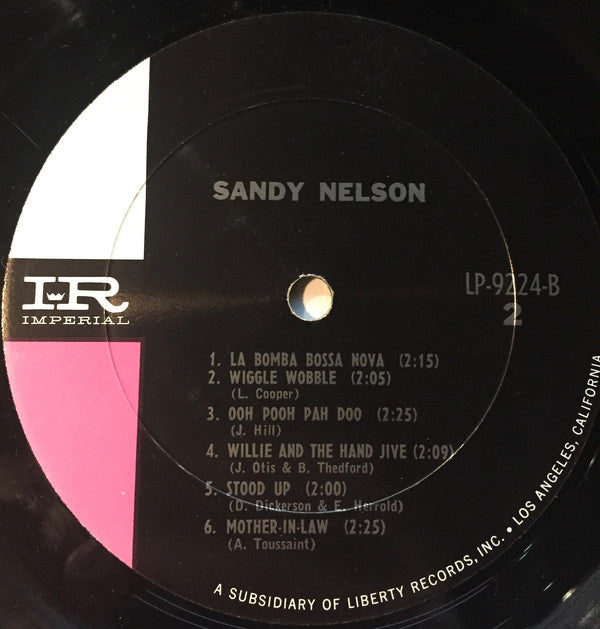 SANDY NELSON
IR
IMPERIAL
LP-9224-B
2
1. LA BOMBA BOSSA NOVA (2:15)
2. WIGGLE WOBBLE (2:05)
(L. Cooper)
3. OOH POOH PAH DOO (2:25)
(J. Hill)
4. WILLIE AND THE HAND JIVE (2:09)
(J. Otis & B. Thedford)
5. STOOD UP (2:00)
(D. Dickerson & E. Herrold)
6. MOTHER-IN-LAW (2:25)
(A. Toussaint)
A SUBSIDIARY OF LIBERTY RECORDS, INC. • LOS ANGELES, CALIFORNIA